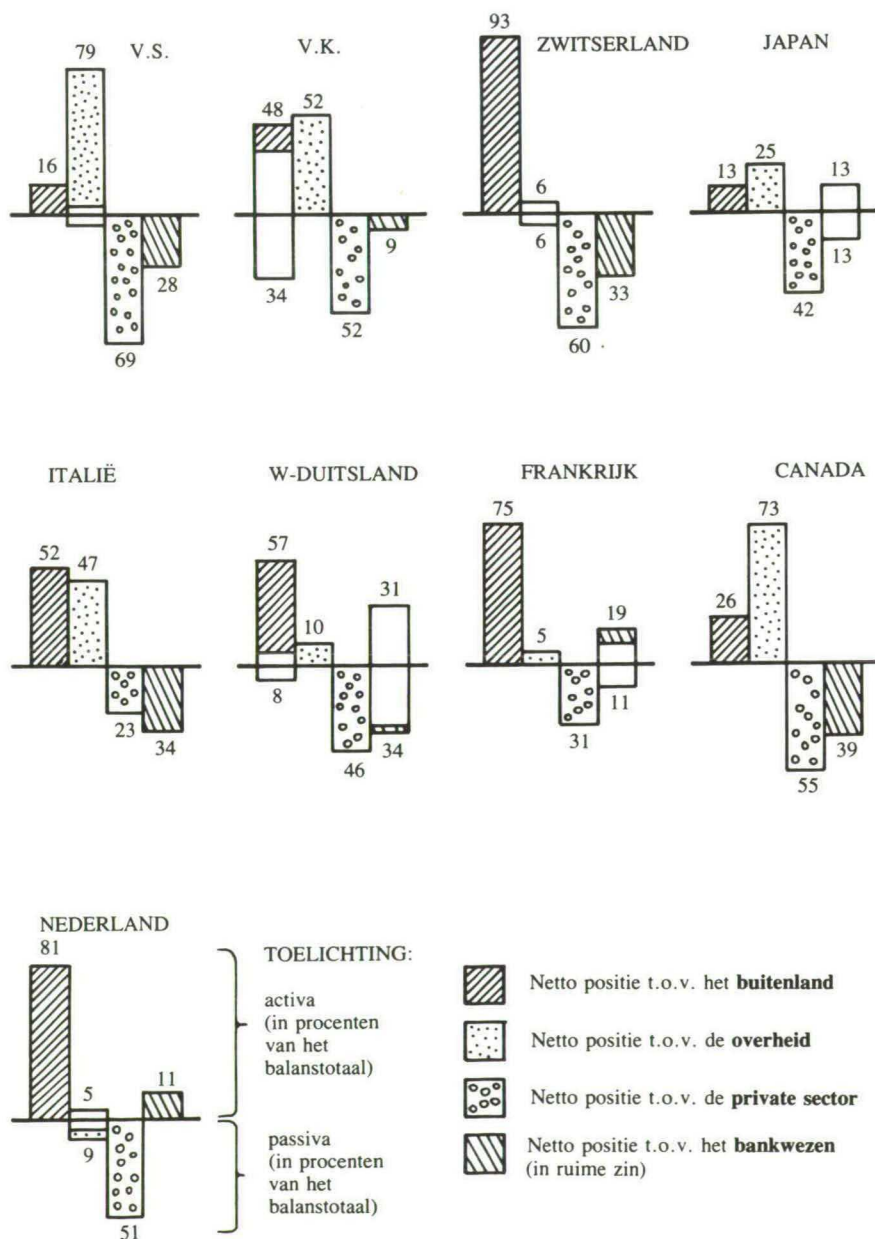 V.S.
V.K.
ZWITSERLAND
JAPAN
79
16
69
28
48
52
34
52
9
93
6
6
60
33
13
25
13
42
13
ITALIË
W-DUITSLAND
FRANKRIJK
CANADA
52
47
23
34
57
10
31
8
46
34
75
5
19
31
11
26
73
55
39
NEDERLAND
81
5
11
9
51
TOELICHTING:
activa
(in procenten
van het
balanstotaal)
passiva
(in procenten
van het
balanstotaal)
Netto positie t.o.v. het buitenland
Netto positie t.o.v. de overheid
Netto positie t.o.v. de private sector
Netto positie t.o.v. het bankwezen
(in ruime zin)